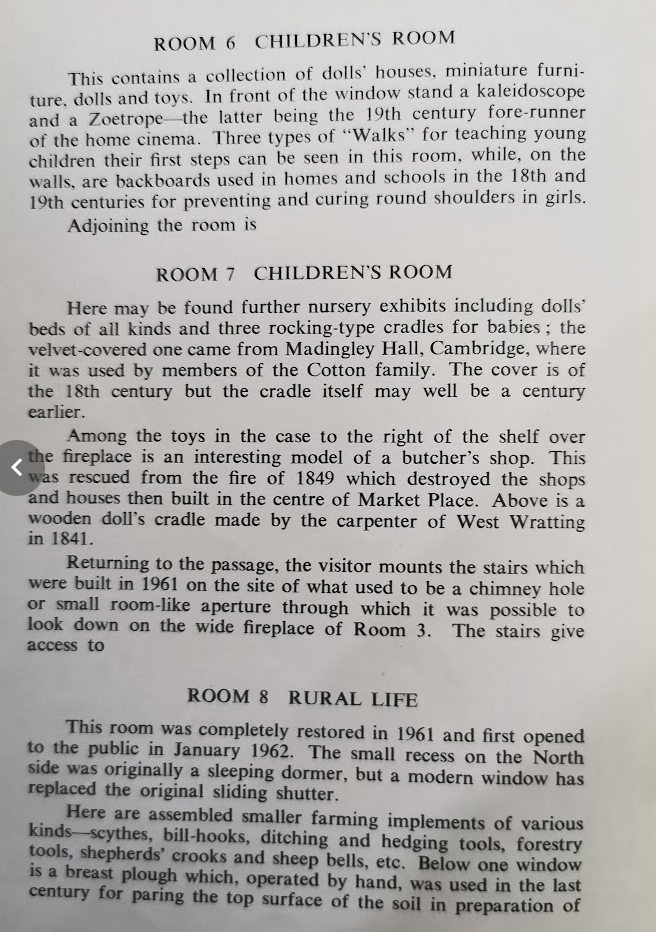 ROOM 6 CHILDREN'S ROOM
This contains a collection of dolls' houses, miniature furni-
ture, dolls and toys. In front of the window stand a kaleidoscope
and a Zoetrope—the latter being the 19th century fore-runner
of the home cinema. Three types of "Walks" for teaching young
children their first steps can be seen in this room, while, on the
walls, are backboards used in homes and schools in the 18th and
19th centuries for preventing and curing round shoulders in girls.
Adjoining the room is
ROOM 7 CHILDREN'S ROOM
Here may be found further nursery exhibits including dolls'
beds of all kinds and three rocking-type cradles for babies; the
velvet-covered one came from Madingley Hall, Cambridge, where
it was used by members of the Cotton family. The cover is of
the 18th century but the cradle itself may well be a century
earlier.
Among the toys in the case to the right of the shelf over
the fireplace is an interesting model of a butcher's shop. This
was rescued from the fire of 1849 which destroyed the shops
and houses then built in the centre of Market Place. Above is a
wooden doll's cradle made by the carpenter of West Wratting
in 1841.
Returning to the passage, the visitor mounts the stairs which
were built in 1961 on the site of what used to be a chimney hole
or small room-like aperture through which it was possible to
look down on the wide fireplace of Room 3. The stairs give
access to
ROOM 8 RURAL LIFE
This room was completely restored in 1961 and first opened
to the public in January 1962. The small recess on the North
side was originally a sleeping dormer, but a modern window has
replaced the original sliding shutter.
Here are assembled smaller farming implements of various
kinds—scythes, bill-hooks, ditching and hedging tools, forestry
tools, shepherds' crooks and sheep bells, etc. Below one window
is a breast plough which, operated by hand, was used in the last
century for paring the top surface of the soil in preparation of